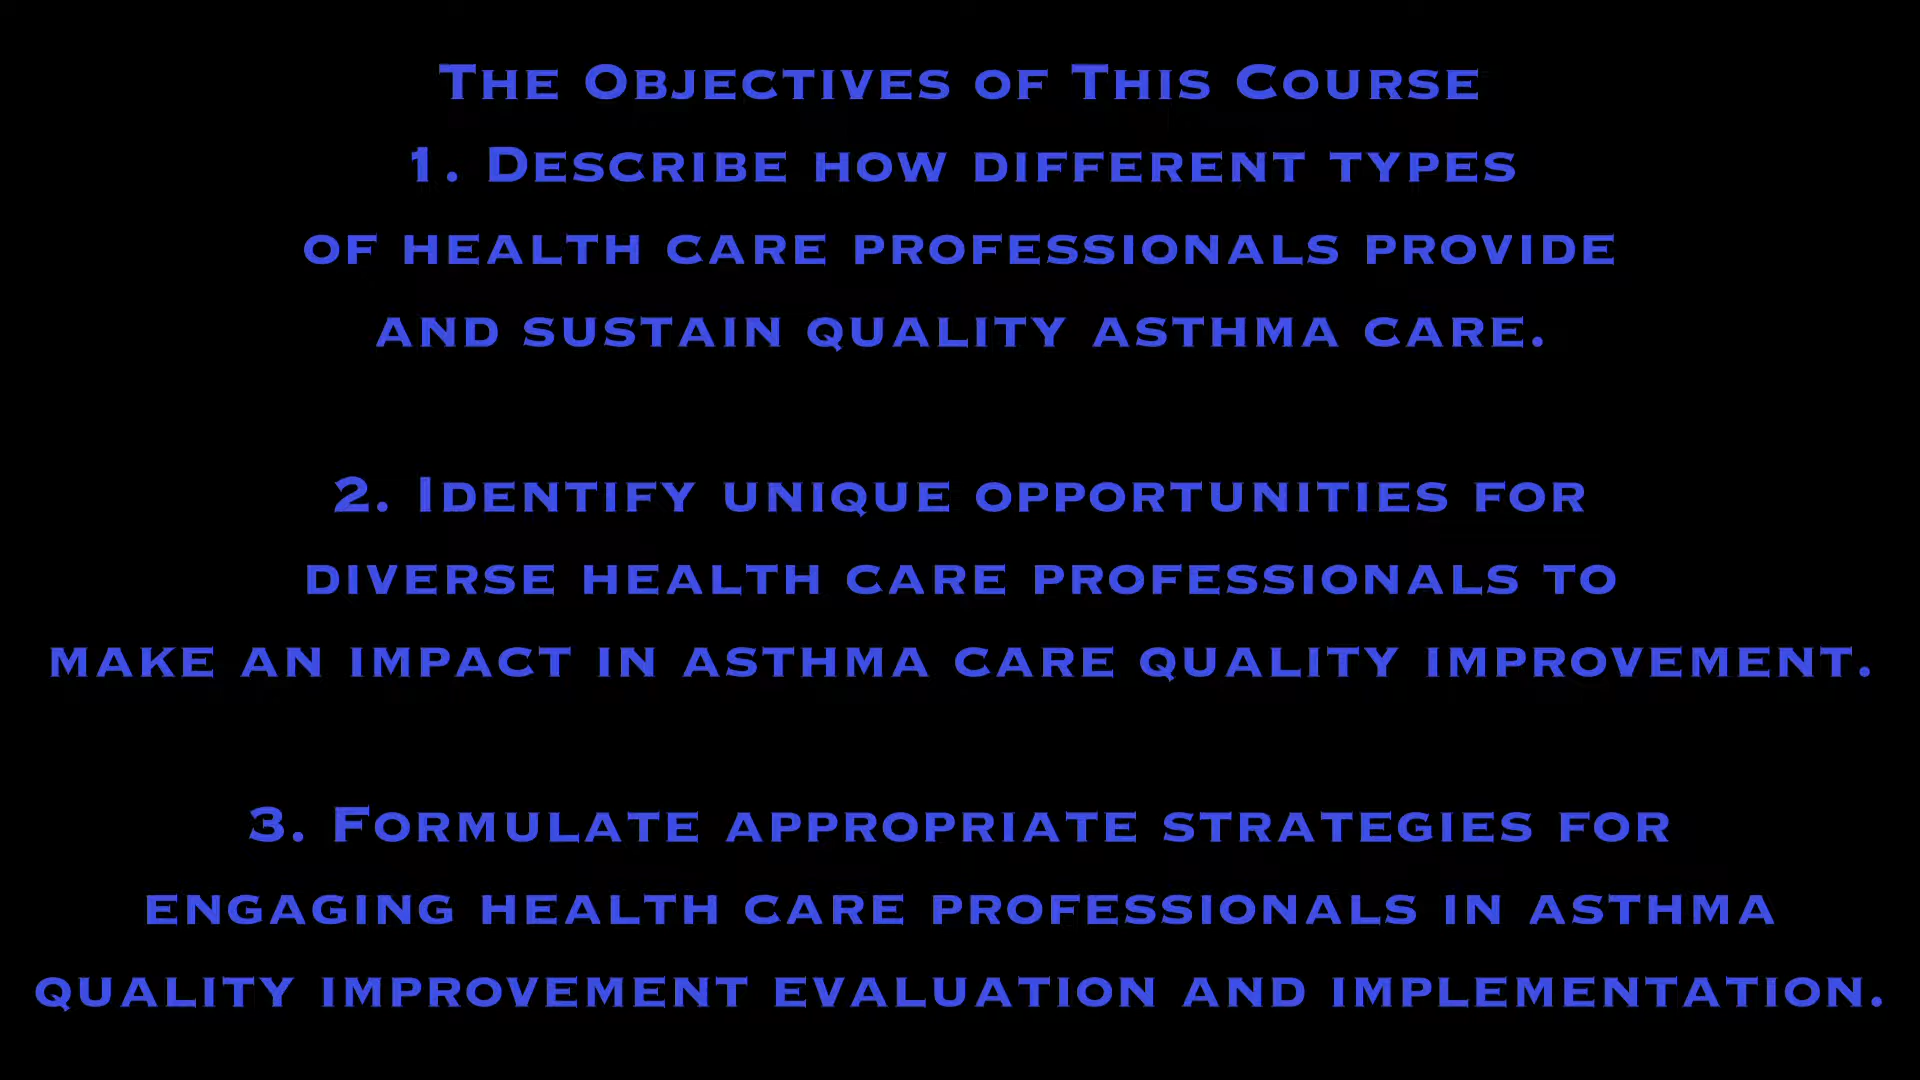 The Objectives of This Course
1. Describe how different types
of health care professionals provide
and sustain quality asthma care.
2. Identify unique opportunities for
diverse health care professionals to
make an impact in asthma care quality improvement.
3. Formulate appropriate strategies for
engaging health care professionals in asthma
quality improvement evaluation and implementation.